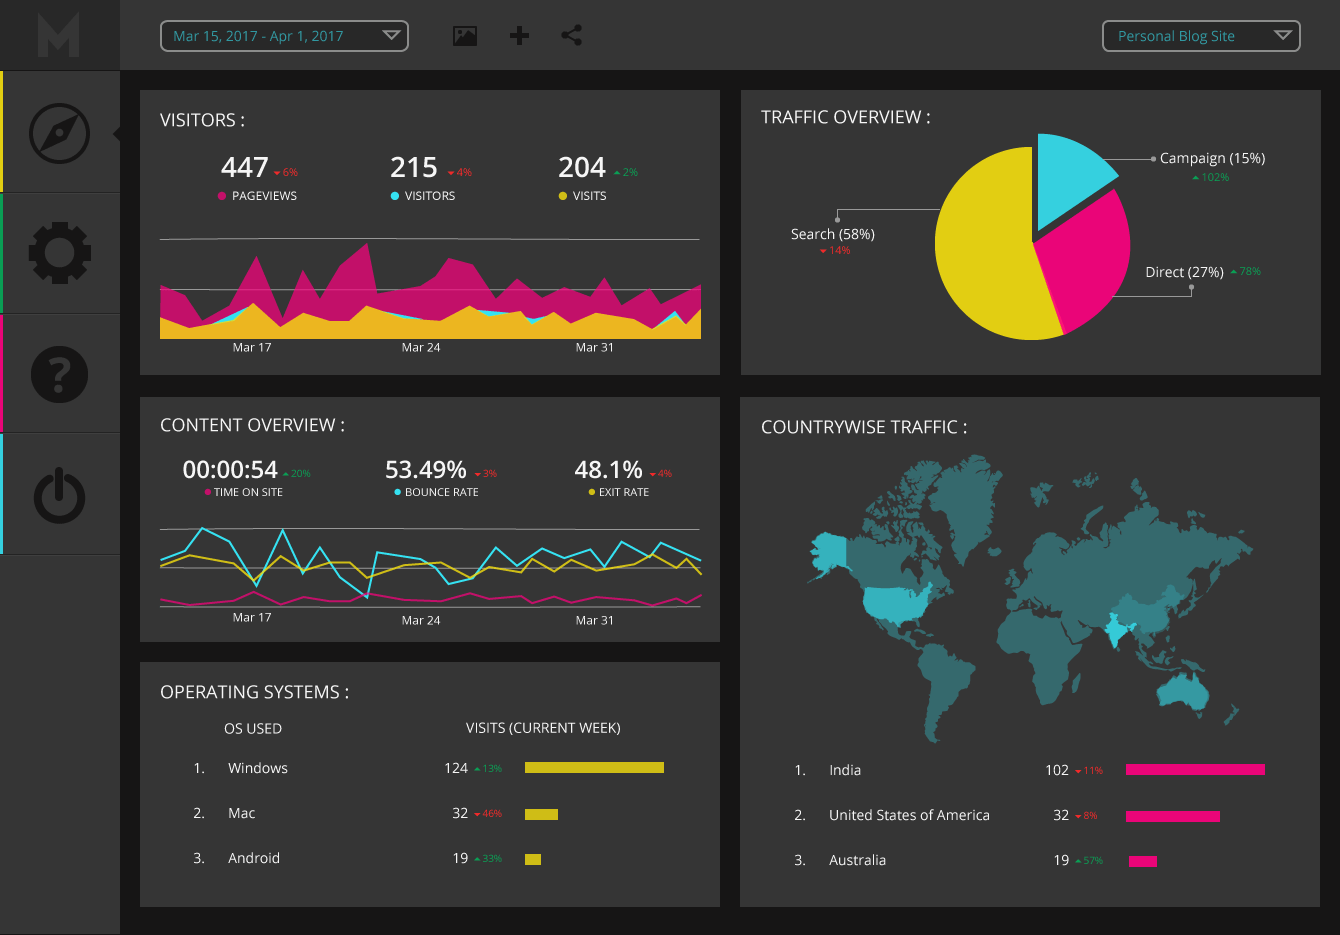 M
Mar 15, 2017 - Apr 1, 2017
Personal Blog Site
VISITORS :
447 6% 215 4% 204 2%
PAGEVIEWS VISITORS VISITS
Mar 17 Mar 24 Mar 31
TRAFFIC OVERVIEW :
Campaign (15%)
102%
Search (58%)
14%
Direct (27%) 78%
?
CONTENT OVERVIEW :
00:00:54 20% 53.49% 3% 48.1% 4%
TIME ON SITE BOUNCE RATE EXIT RATE
Mar 17 Mar 24 Mar 31
OPERATING SYSTEMS :
OS USED VISITS (CURRENT WEEK)
1. Windows 124 13%
2. Mac 32 46%
3. Android 19 33%
COUNTRYWISE TRAFFIC :
1. India 102 11%
2. United States of America 32 8%
3. Australia 19 57%